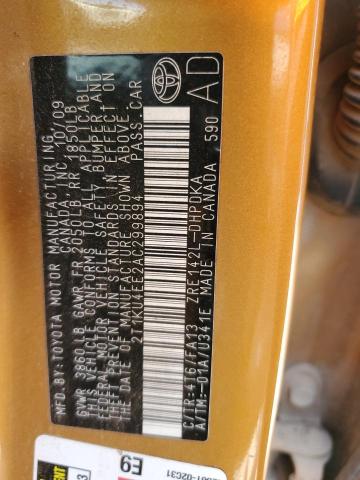 MFD.BY:TOYOTA MOTOR MANUFACTURING
CANADA, INC. 10/09
GVWR 3860LB GAWR FR 2050LB RR 1850LB
THIS VEHICLE CONFORMS TO ALL APPLICABLE
FEDERAL MOTOR VEHICLE SAFETY, BUMPER AND
THEFT PREVENTION STANDARDS IN EFFECT ON
THE DATE OF MANUFACTURE SHOWN ABOVE.
2T1KU4EE2AC299894 PASS.CAR
C/TR:4T6/FA13 ZRE142L-DHPDKA
A/TM:-01A/U341E MADE IN CANADA 590
AD
E9